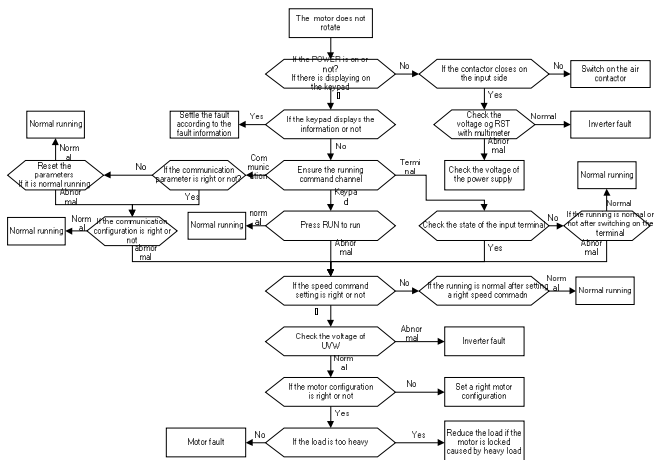 The motor does not
rotate
If the POWER is on or
not?
If there is displaying on
the keypad
No
If the contactor closes on
the input side
No
Switch on the air
contactor
Yes
Normal running
Settle the fault
according to the
fault information
Yes
If the keypad displays the
information or not
Check the
voltage og RST
with multimeter
Normal
Inverter fault
Norm
al
No
Abnor
mal
Reset the
parameters
If it is normal running
No
If the communication
parameter is right or not?
Com
munic
ation
Ensure the running
command channel
Termi
nal
Check the voltage of
the power supply
Normal running
Abnor
mal
Yes
Keypa
d
Normal
Normal running
Norm
al
If the communication
configuration is right or
not
Normal running
norm
al
Press RUN to run
Check the state of the input terminal
No
If the running is normal or
not after switching on the
terminal
abnor
mal
Abnor
mal
Yes
Abnor
mal
If the speed command
setting is right or not
No
If the running is normal after setting
a right speed commadn
Norm
al
Normal running
Check the voltage of
UVW
Abnor
mal
Inverter fault
Norm
al
If the motor configuration
is right or not
No
Set a right motor
configuration
Yes
Motor fault
No
If the load is too heavy
Yes
Reduce the load if the
motor is locked
caused by heavy load